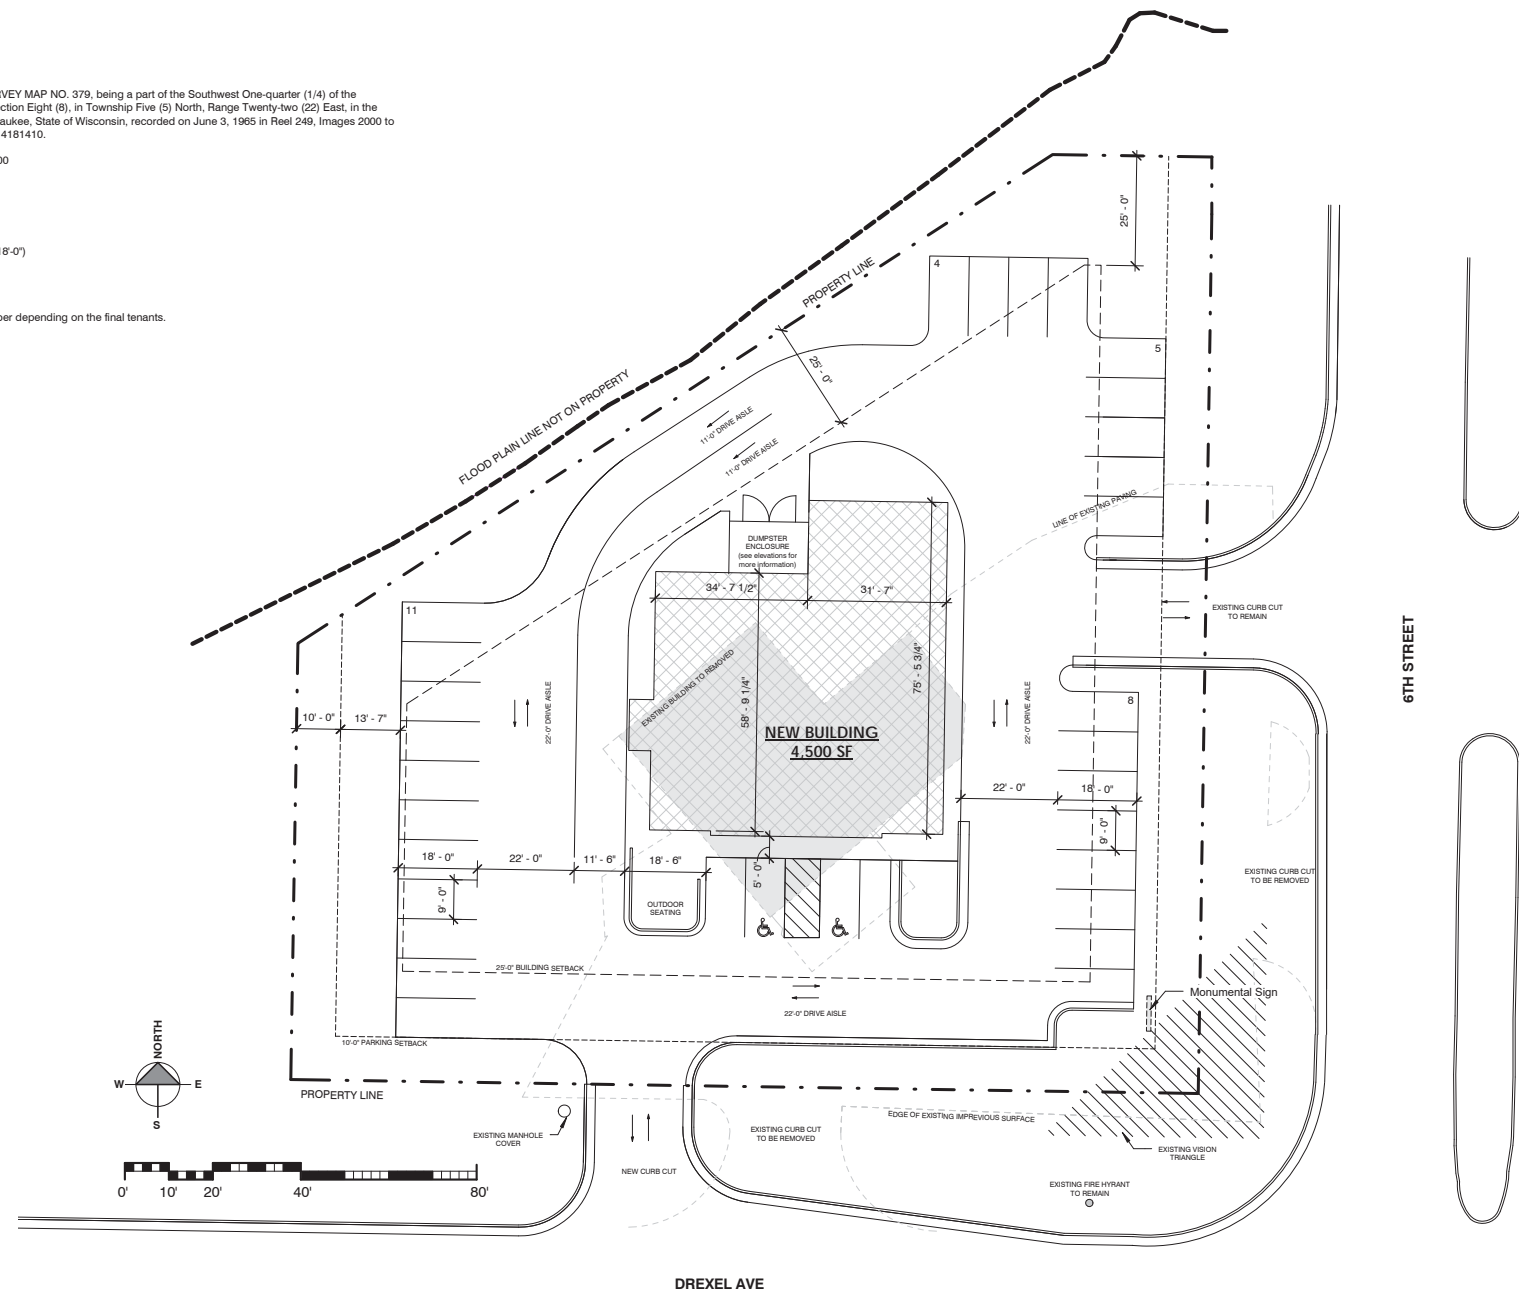 VEY MAP NO. 379, being a part of the Southwest One-quarter (1/4) of the
ction Eight (8), in Township Five (5) North, Range Twenty-two (22) East, in the
aukee, State of Wisconsin, recorded on June 3, 1965 in Reel 249, Images 2000 to
4181410.
00
8'-0")
ber depending on the final tenants.
25' - 0"
4
PROPERTY LINE
5
25' - 0"
FLOOD PLAIN LINE NOT ON PROPERTY
11'-0" DRIVE AISLE
11'-0" DRIVE AISLE
LINE OF EXISTING PAVING
DUMPSTER
ENCLOSURE
(see elevations for
more information)
34' - 7 1/2"
31' - 7"
11
EXISTING CURB CUT
TO REMAIN
6TH STREET
EXISTING BUILDING TO REMOVED
58' - 9 1/4"
75' - 5 3/4"
10' - 0"
13' - 7"
22'-0" DRIVE AISLE
22'-0" DRIVE AISLE
8
NEW BUILDING
4,500 SF
22' - 0"
18' - 0"
9' - 0"
18' - 0"
22' - 0"
11' - 6"
18' - 6"
5' - 0"
9' - 0"
EXISTING CURB CUT
TO BE REMOVED
OUTDOOR
SEATING
25'-0" BUILDING SETBACK
Monumental Sign
22'-0" DRIVE AISLE
10'-0" PARKING SETBACK
NORTH
W
E
S
PROPERTY LINE
EXISTING MANHOLE
COVER
EXISTING CURB CUT
TO BE REMOVED
EDGE OF EXISTING IMPREVIOUS SURFACE
EXISTING VISION
TRIANGLE
NEW CURB CUT
EXISTING FIRE HYRANT
TO REMAIN
0' 10' 20' 40' 80'
DREXEL AVE